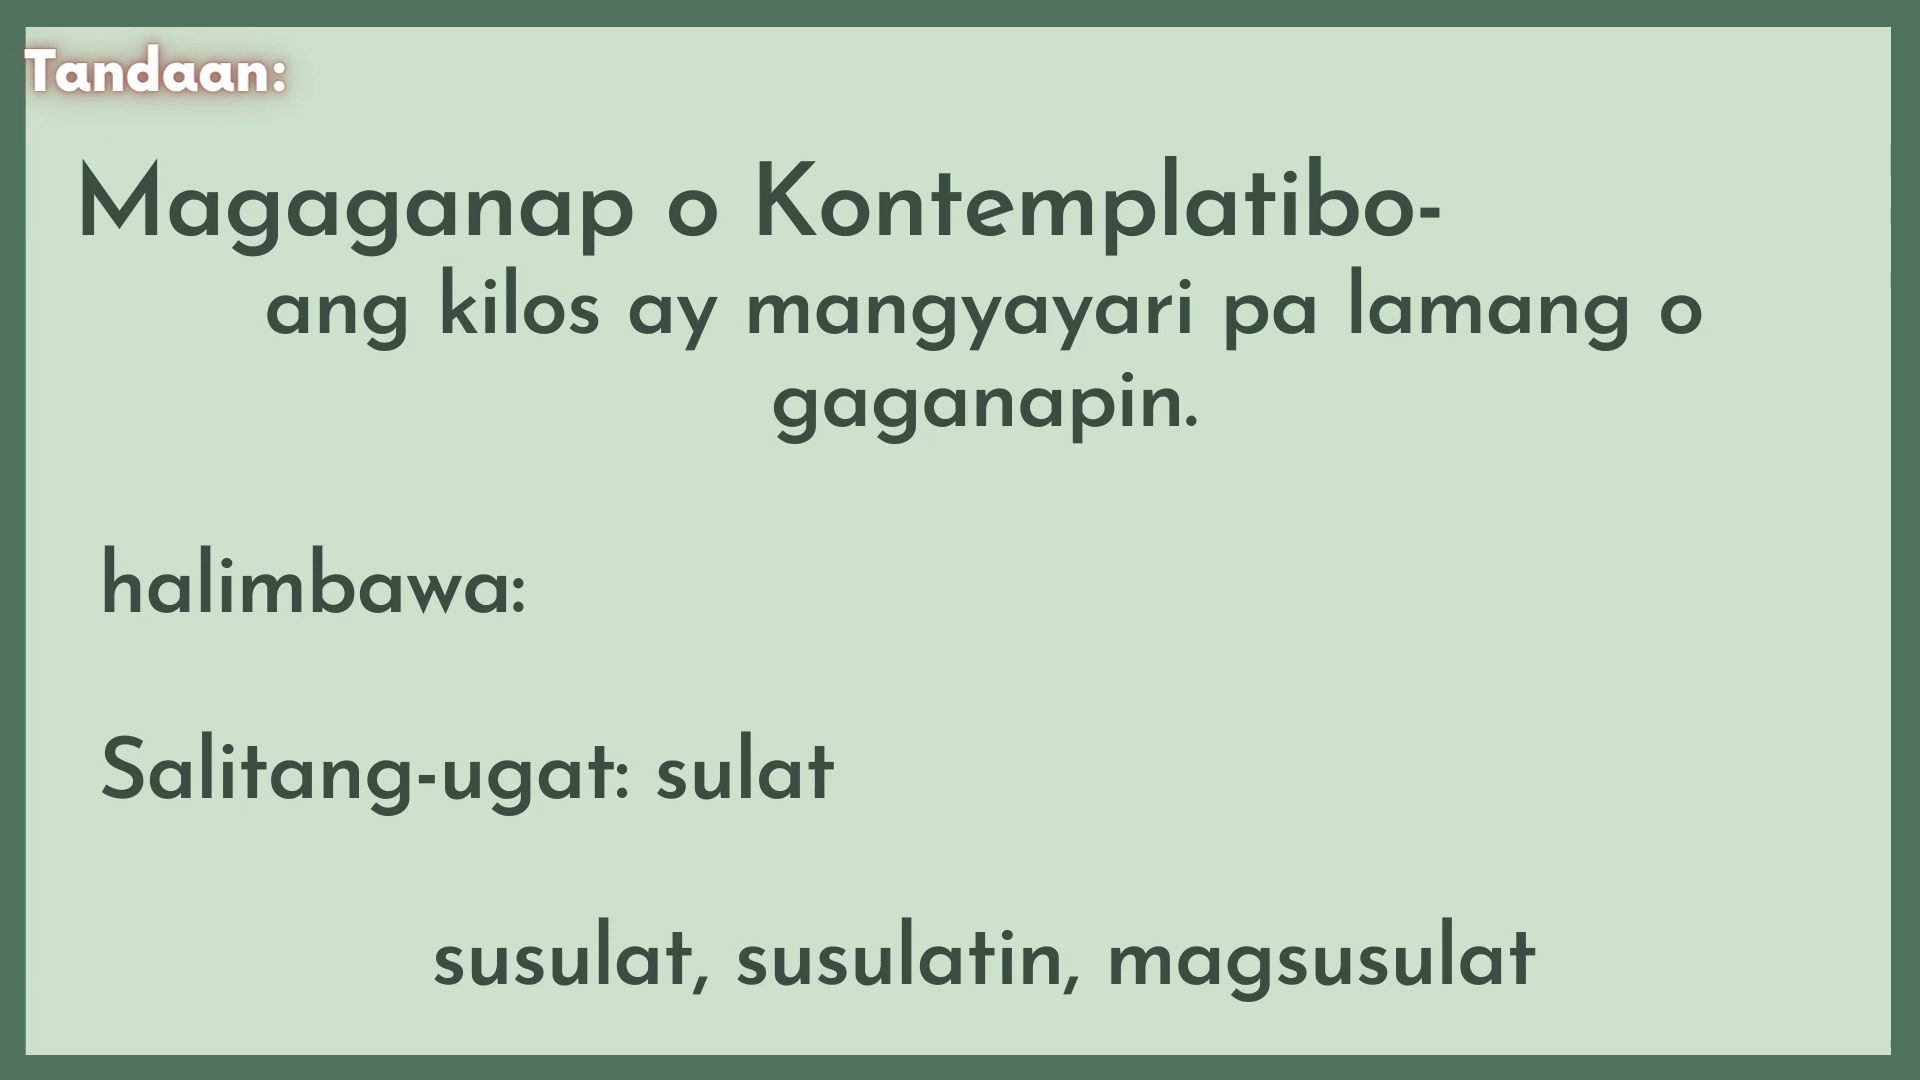 Tandaan:
Magaganap o Kontemplatibo-
ang kilos ay mangyayari pa lamang o
gaganapin.
halimbawa:
Salitang-ugat: sulat
susulat, susulatin, magsusulat